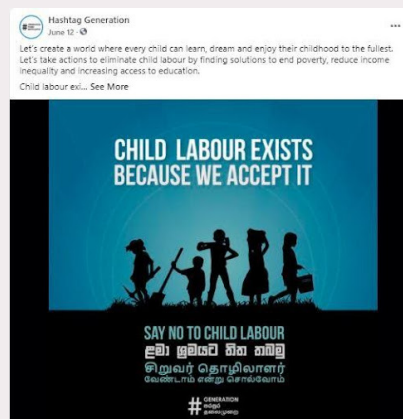 Hashtag Generation
June 12
Let's create a world where every child can learn, dream and enjoy their childhood to the fullest.
Let's take actions to eliminate child labour by finding solutions to end poverty, reduce income
inequality and increasing access to education.
Child labour exi... See More
CHILD LABOUR EXISTS
BECAUSE WE ACCEPT IT
SAY NO TO CHILD LABOUR
ළමා ශ්‍රමයට තිත තබමු
சிறுவர் தொழிலாளர்
வேண்டாம் என்று சொல்வோம்
# GENERATION
පරපුර
தலைமுறை